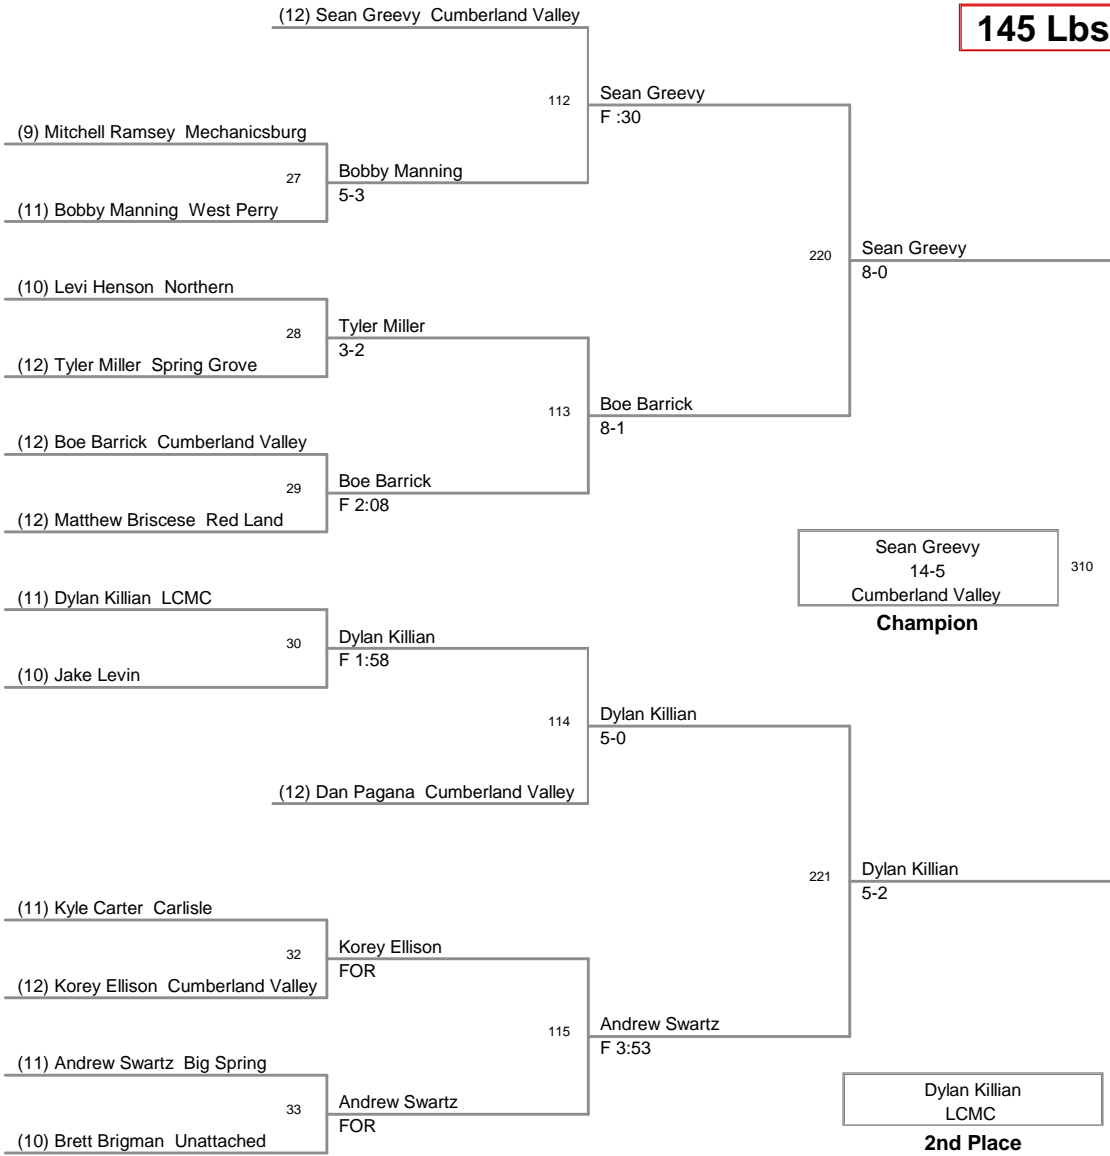 (12) Sean Greevy  Cumberland Valley
145 Lbs
112
Sean Greevy
F :30
(9) Mitchell Ramsey  Mechanicsburg
27
Bobby Manning
5-3
(11) Bobby Manning  West Perry
220
Sean Greevy
8-0
(10) Levi Henson  Northern
28
Tyler Miller
3-2
(12) Tyler Miller  Spring Grove
113
Boe Barrick
8-1
(12) Boe Barrick  Cumberland Valley
29
Boe Barrick
F 2:08
(12) Matthew Briscese  Red Land
Sean Greevy
14-5
Cumberland Valley
310
Champion
(11) Dylan Killian  LCMC
30
Dylan Killian
F 1:58
(10) Jake Levin
114
Dylan Killian
5-0
(12) Dan Pagana  Cumberland Valley
221
Dylan Killian
5-2
(11) Kyle Carter  Carlisle
32
Korey Ellison
FOR
(12) Korey Ellison  Cumberland Valley
115
Andrew Swartz
F 3:53
(11) Andrew Swartz  Big Spring
33
Andrew Swartz
FOR
(10) Brett Brigman  Unattached
Dylan Killian
LCMC
2nd Place